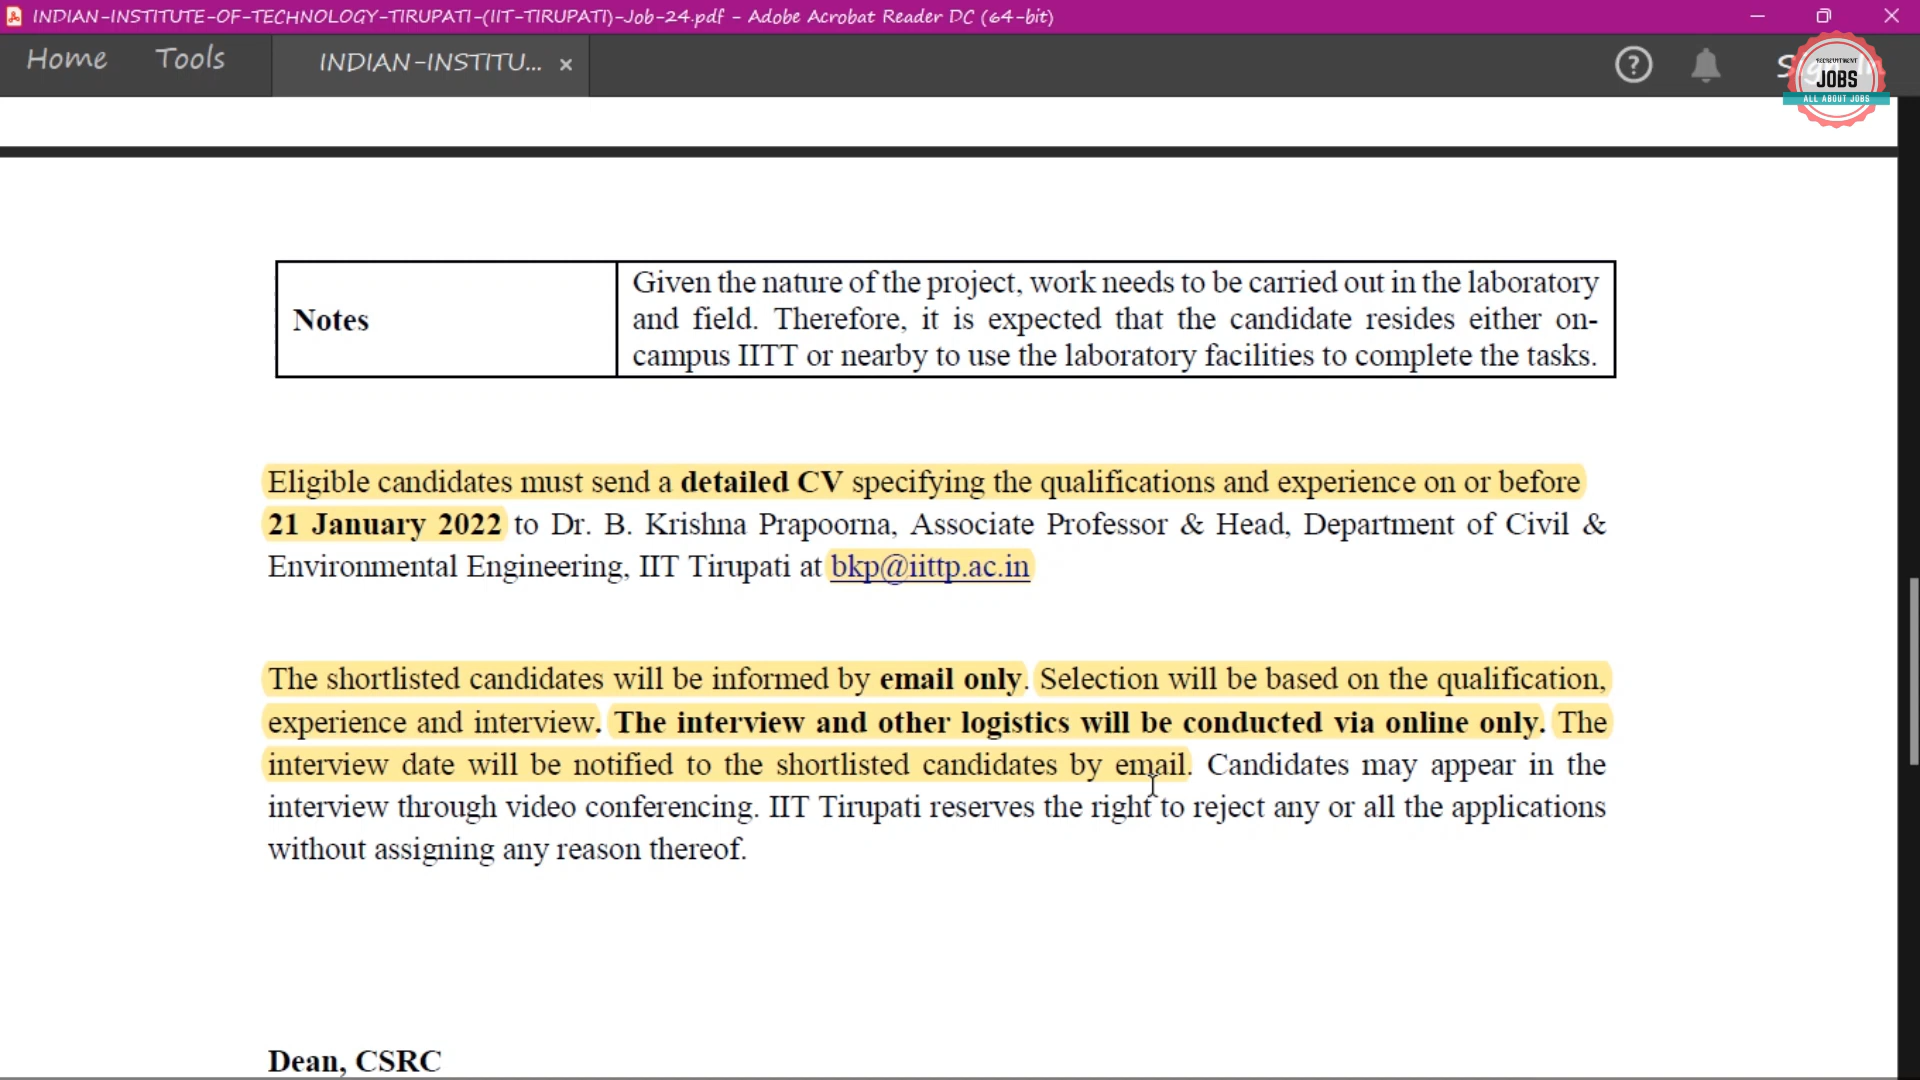 INDIAN-INSTITUTE-OF-TECHNOLOGY-TIRUPATI-(IIT-TIRUPATI)-Job-24.pdf - Adobe Acrobat Reader DC (64-bit)
Home Tools INDIAN-INSTITU... ×
RECRUITMENT
JOBS
ALL ABOUT JOBS
Notes
Given the nature of the project, work needs to be carried out in the laboratory
and field. Therefore, it is expected that the candidate resides either on-
campus IITT or nearby to use the laboratory facilities to complete the tasks.
Eligible candidates must send a detailed CV specifying the qualifications and experience on or before
21 January 2022 to Dr. B. Krishna Prapoorna, Associate Professor & Head, Department of Civil &
Environmental Engineering, IIT Tirupati at bkp@iittp.ac.in
The shortlisted candidates will be informed by email only. Selection will be based on the qualification,
experience and interview. The interview and other logistics will be conducted via online only. The
interview date will be notified to the shortlisted candidates by email. Candidates may appear in the
interview through video conferencing. IIT Tirupati reserves the right to reject any or all the applications
without assigning any reason thereof.
Dean, CSRC